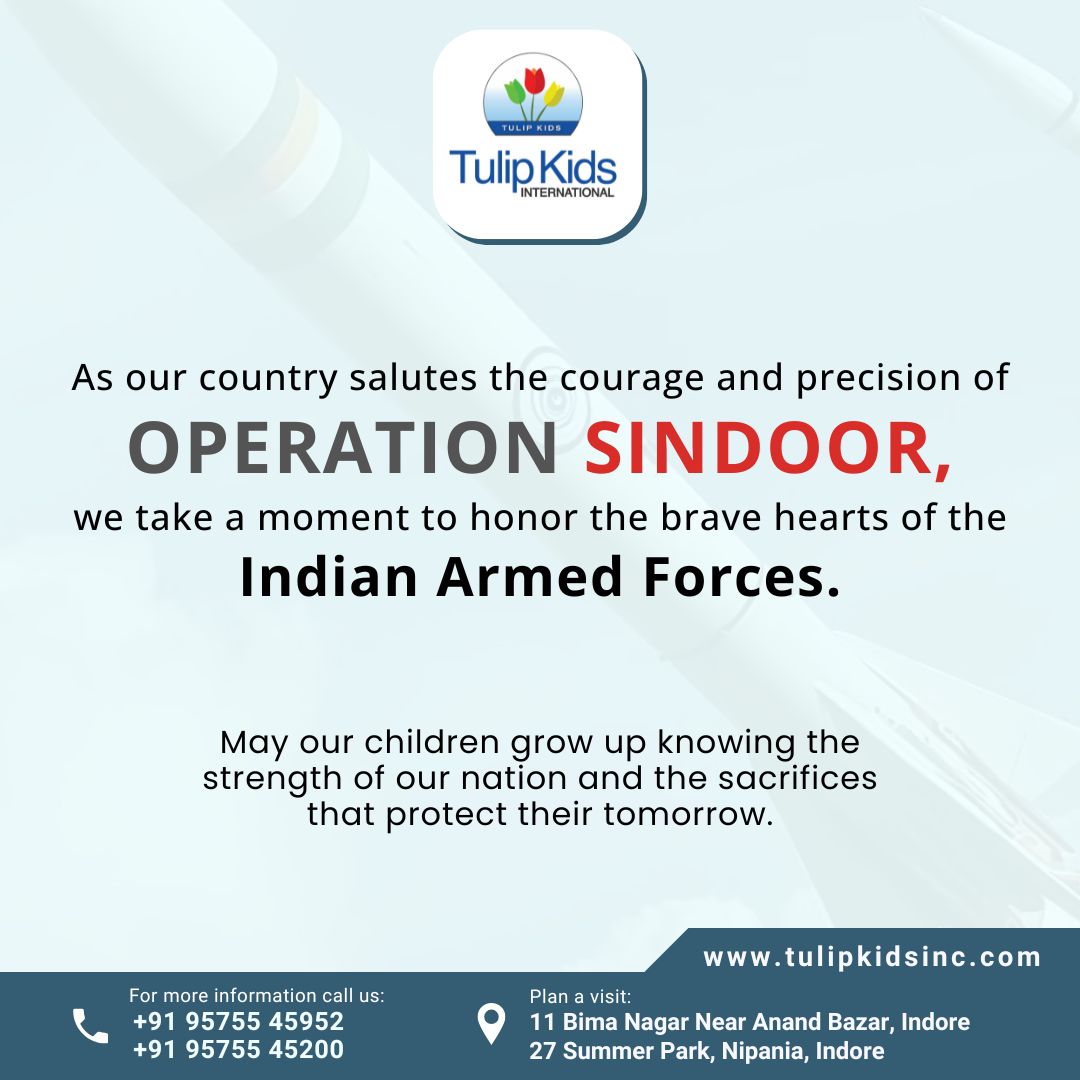 TULIP KIDS
Tulip Kids
INTERNATIONAL
As our country salutes the courage and precision of
OPERATION SINDOOR,
we take a moment to honor the brave hearts of the
Indian Armed Forces.
May our children grow up knowing the
strength of our nation and the sacrifices
that protect their tomorrow.
www.tulipkidsinc.com
For more information call us:
+91 95755 45952
+91 95755 45200
Plan a visit:
11 Bima Nagar Near Anand Bazar, Indore
27 Summer Park, Nipania, Indore